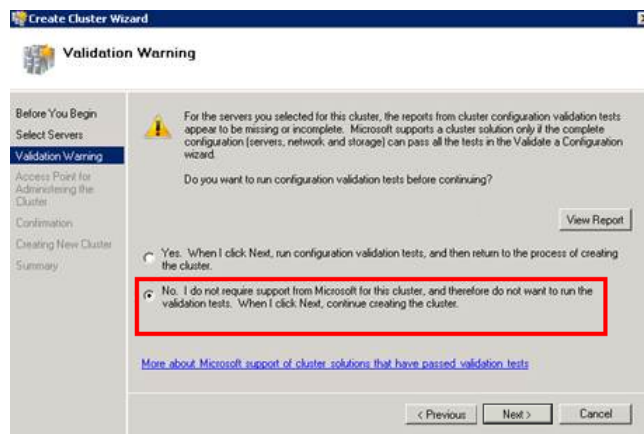 Create Cluster Wizard
Validation Warning
Before You Begin
Select Servers
Validation Warning
Access Point for
Administering the
Cluster
Confirmation
Creating New Cluster
Summary
For the servers you selected for this cluster, the reports from cluster configuration validation tests
appear to be missing or incomplete. Microsoft supports a cluster solution only if the complete
configuration (servers, network and storage) can pass all the tests in the Validate a Configuration
wizard.
Do you want to run configuration validation tests before continuing?
View Report
Yes. When I click Next, run configuration validation tests, and then return to the process of creating
the cluster.
No. I do not require support from Microsoft for this cluster, and therefore do not want to run the
validation tests. When I click Next, continue creating the cluster.
More about Microsoft support of cluster solutions that have passed validation tests
< Previous
Next >
Cancel